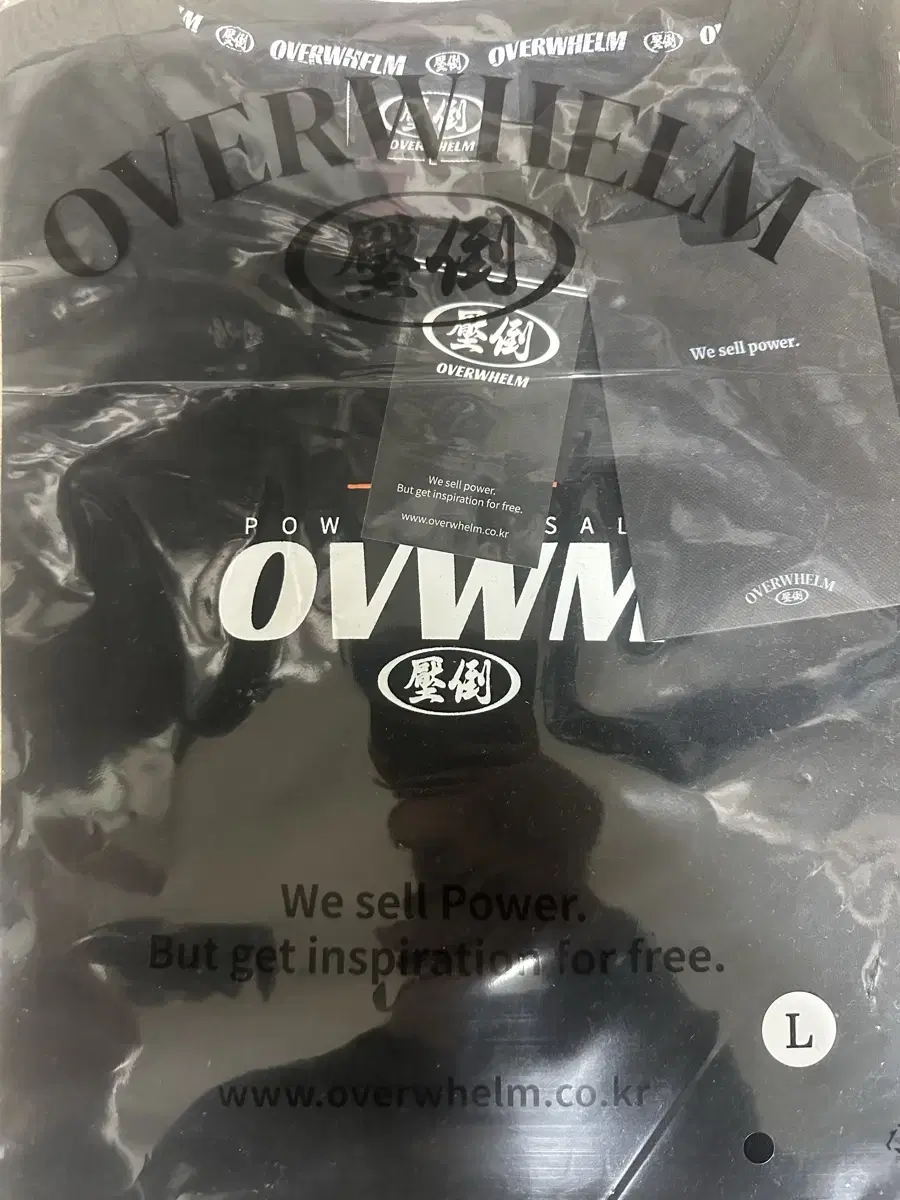 壓倒 OVERWHELM 壓倒 OVERWHELM 壓倒
壓倒
OVERWHELM
OVERWHELM
壓倒
壓倒
OVERWHELM
We sell power.
But get inspiration for free.
www.overwhelm.co.kr
We sell power.
OVERWHELM
壓倒
POW SAL
OVWM
壓倒
We sell Power.
But get inspiration for free.
L
www.overwhelm.co.kr